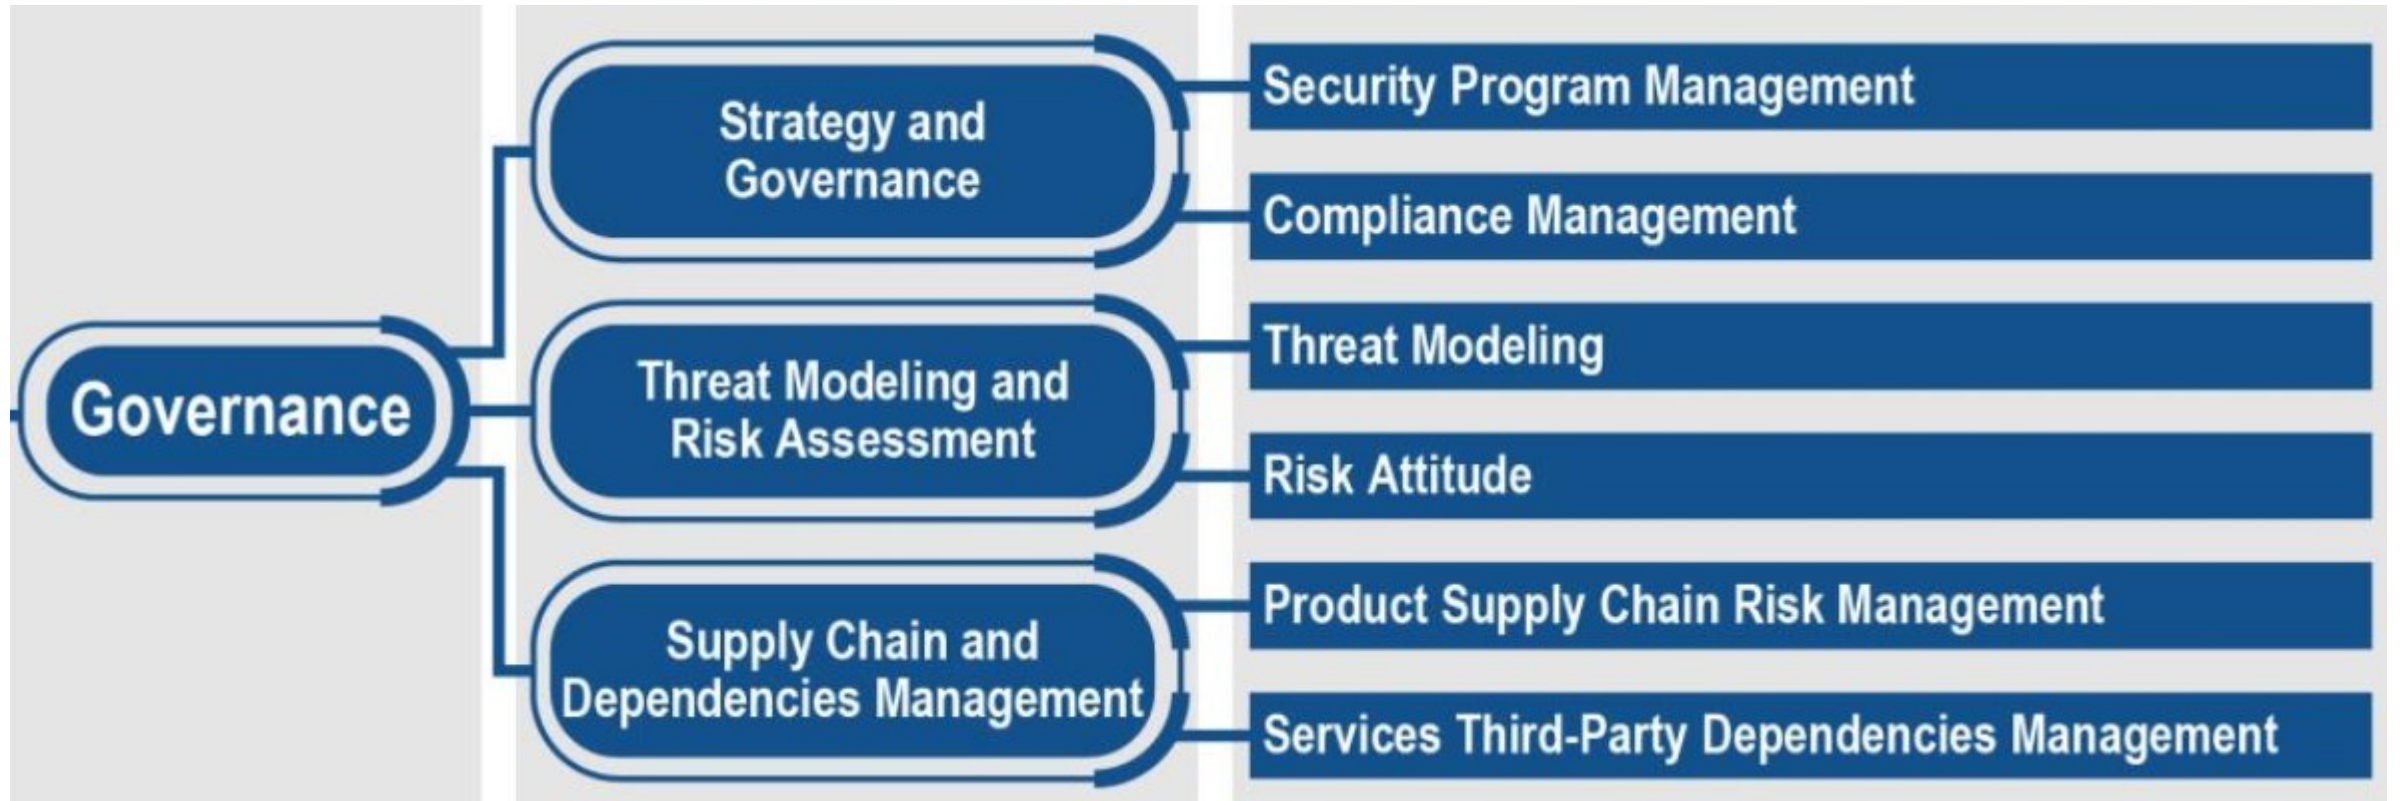 Governance
Strategy and
Governance
Threat Modeling and
Risk Assessment
Supply Chain and
Dependencies Management
Security Program Management
Compliance Management
Threat Modeling
Risk Attitude
Product Supply Chain Risk Management
Services Third-Party Dependencies Management